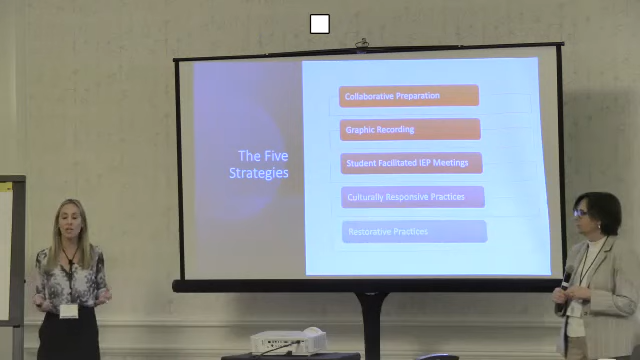 The Five
Strategies
Collaborative Preparation
Graphic Recording
Student Facilitated IEP Meetings
Culturally Responsive Practices
Restorative Practices